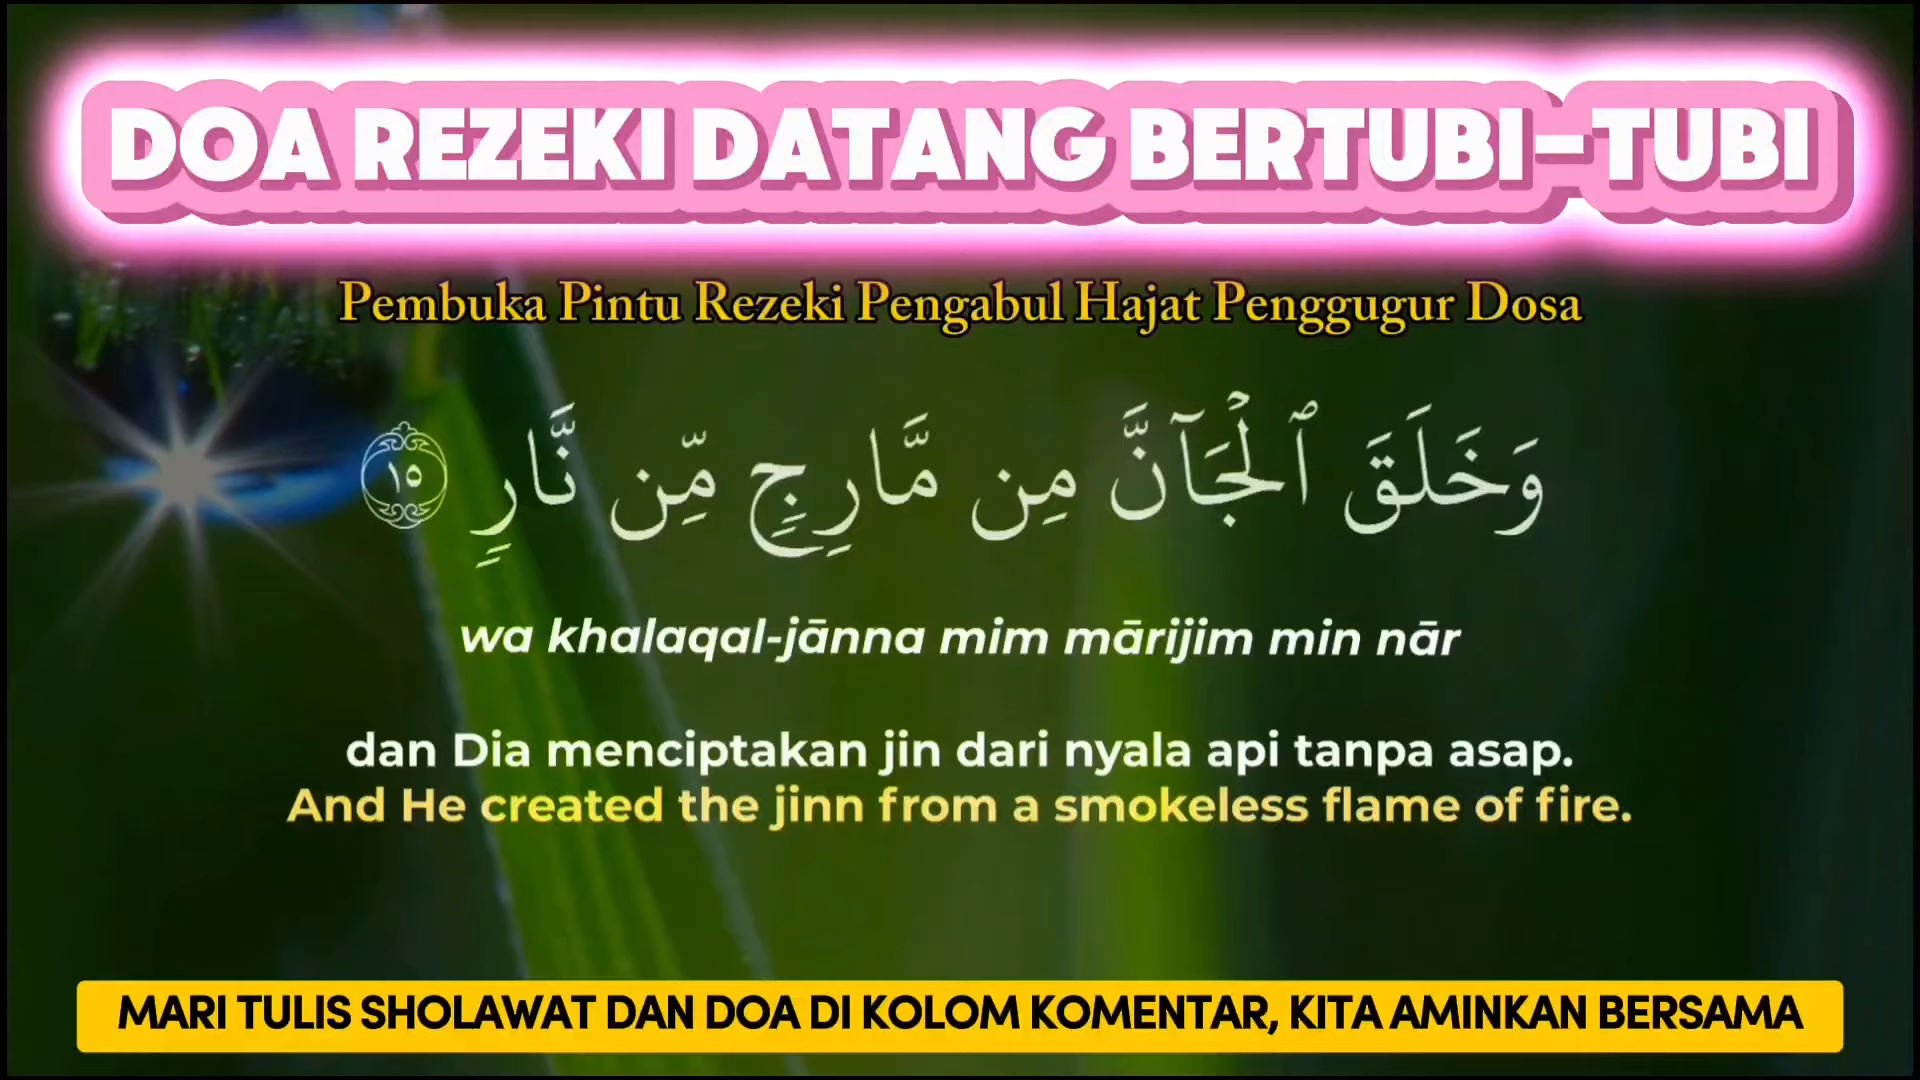 DOA REZEKI DATANG BERTUBI-TUBI
Pembuka Pintu Rezeki Pengabul Hajat Penggugur Dosa
وَخَلَقَ ٱلْجَآنَّ مِن مَّارِجٍ مِّن نَّارٍ ١٥
wa khalaqal-jānna mim mārijim min nār
dan Dia menciptakan jin dari nyala api tanpa asap.
And He created the jinn from a smokeless flame of fire.
MARI TULIS SHOLAWAT DAN DOA DI KOLOM KOMENTAR, KITA AMINKAN BERSAMA